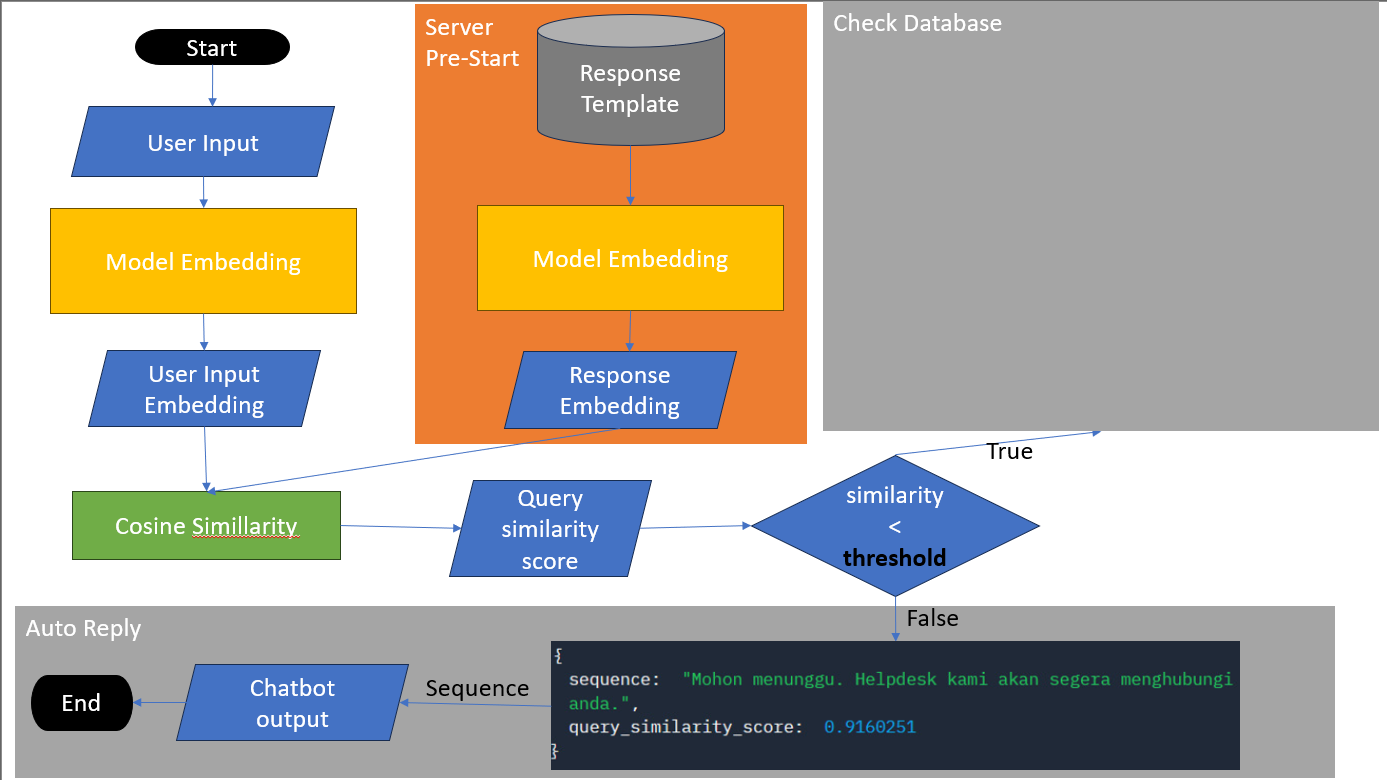 Start
User Input
Model Embedding
User Input
Embedding
Server
Pre-Start
Response
Template
Model Embedding
Response
Embedding
Check Database
Cosine Simillarity
Query
similarity
score
similarity
<
threshold
True
False
Auto Reply
{
sequence: "Mohon menunggu. Helpdesk kami akan segera menghubungi
anda.",
query_similarity_score: 0.9160251
}
Sequence
Chatbot
output
End